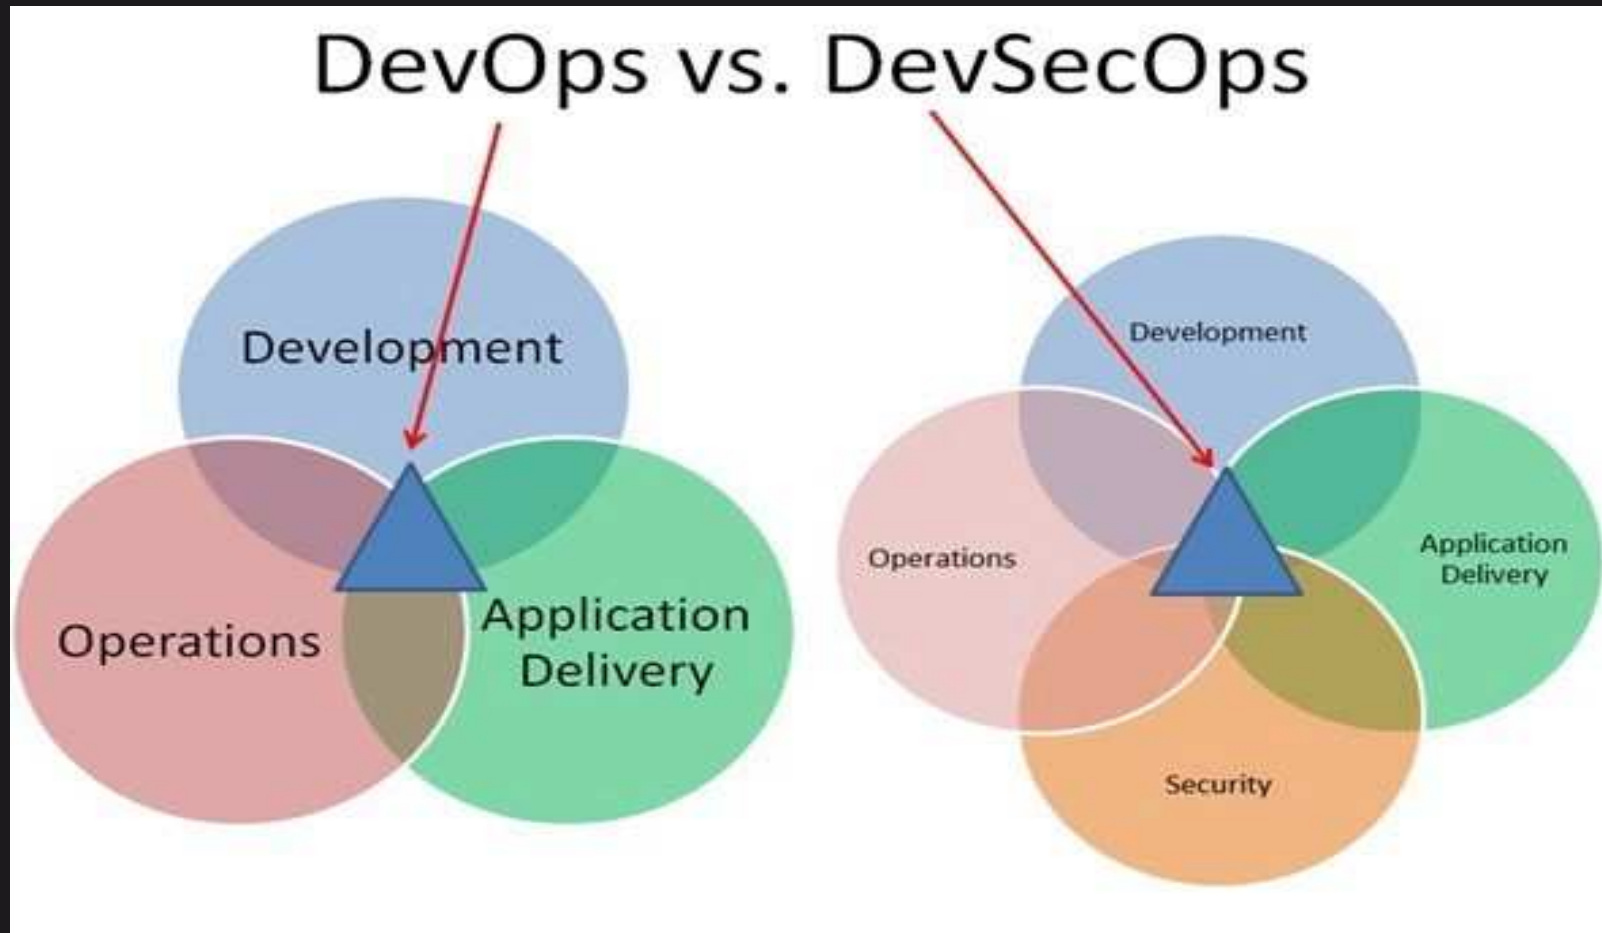 DevOps vs. DevSecOps
Development
Operations
Application
Delivery
Development
Operations
Application
Delivery
Security